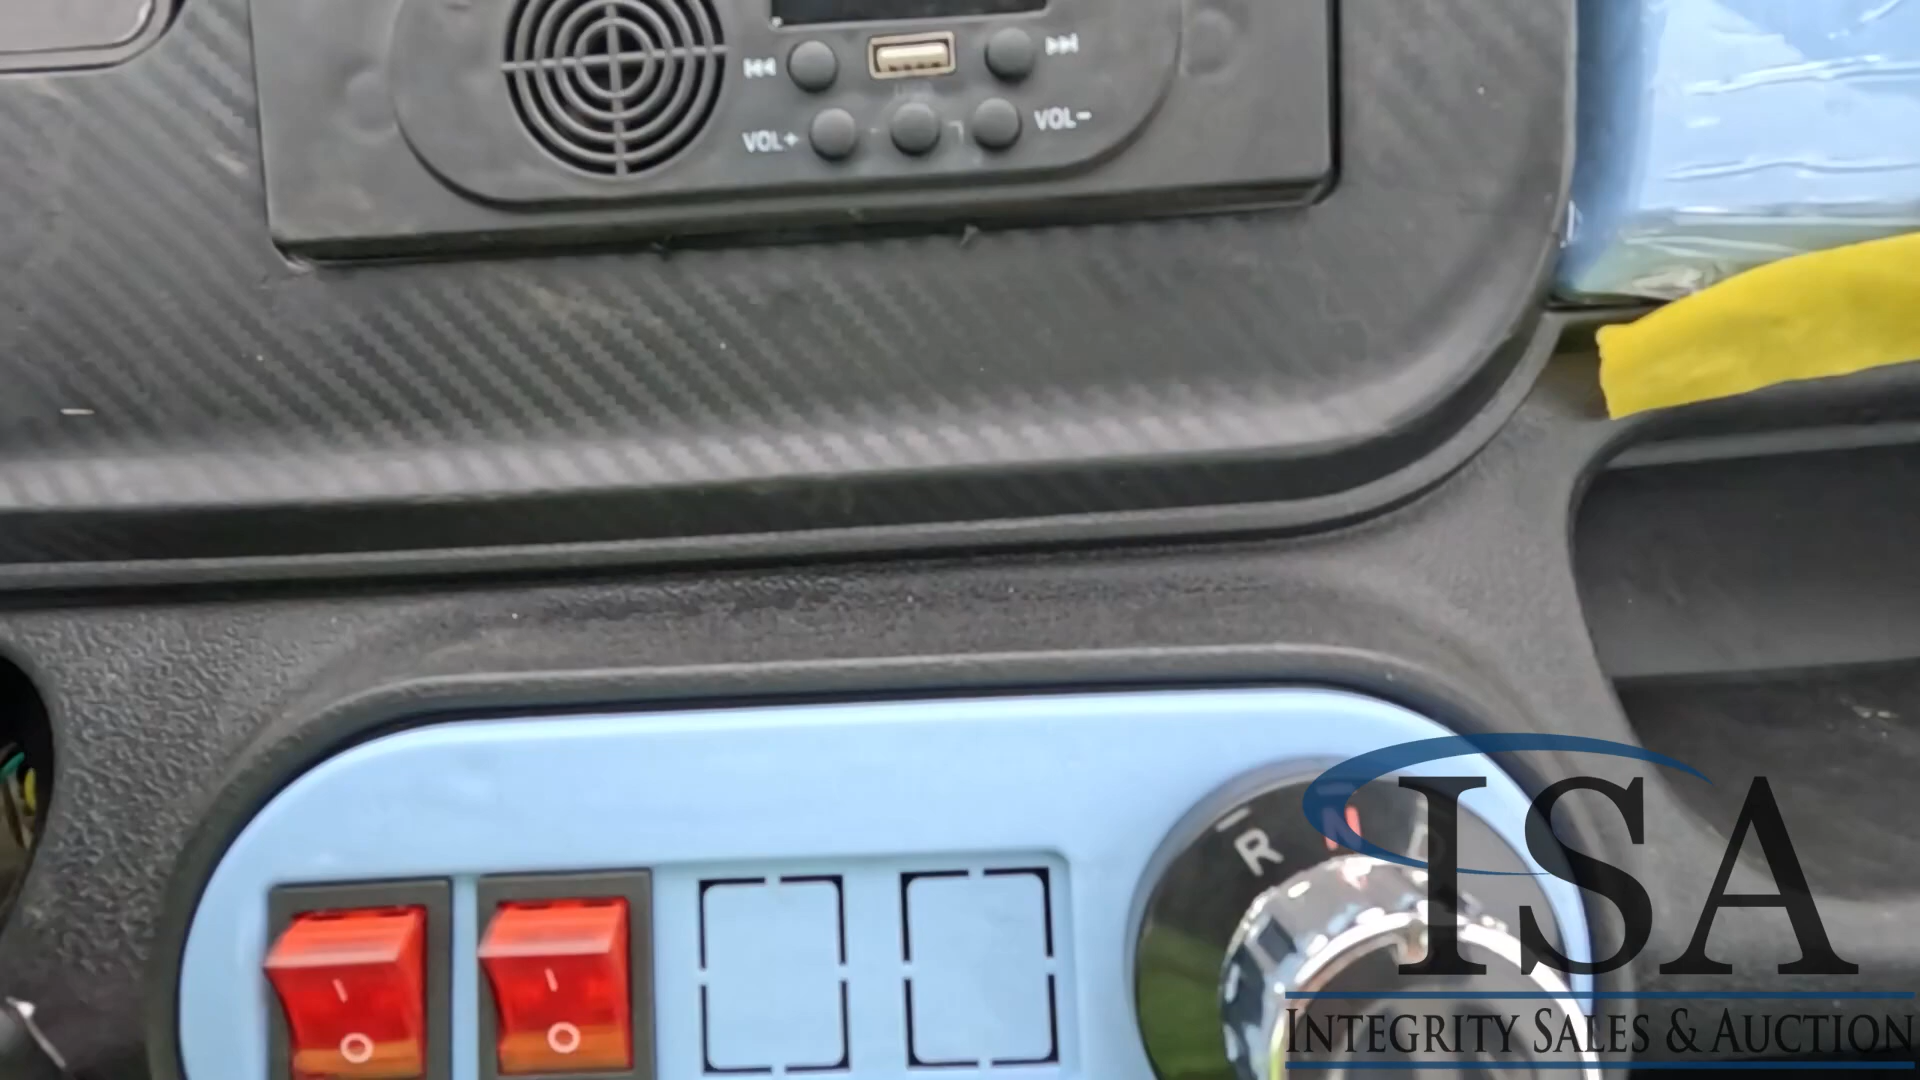 VOL+
VOL-
R
N
I
O
I
O
ISA
INTEGRITY SALES & AUCTION